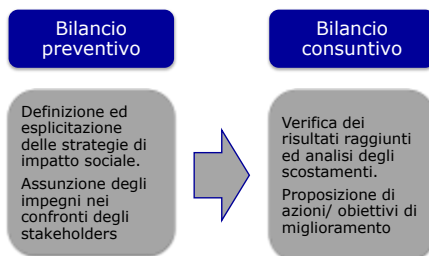 Bilancio
preventivo
Definizione ed
esplicitazione
delle strategie di
impatto sociale.
Assunzione degli
impegni nei
confronti degli
stakeholders
Bilancio
consuntivo
Verifica dei
risultati raggiunti
ed analisi degli
scostamenti.
Proposizione di
azioni/ obiettivi di
miglioramento